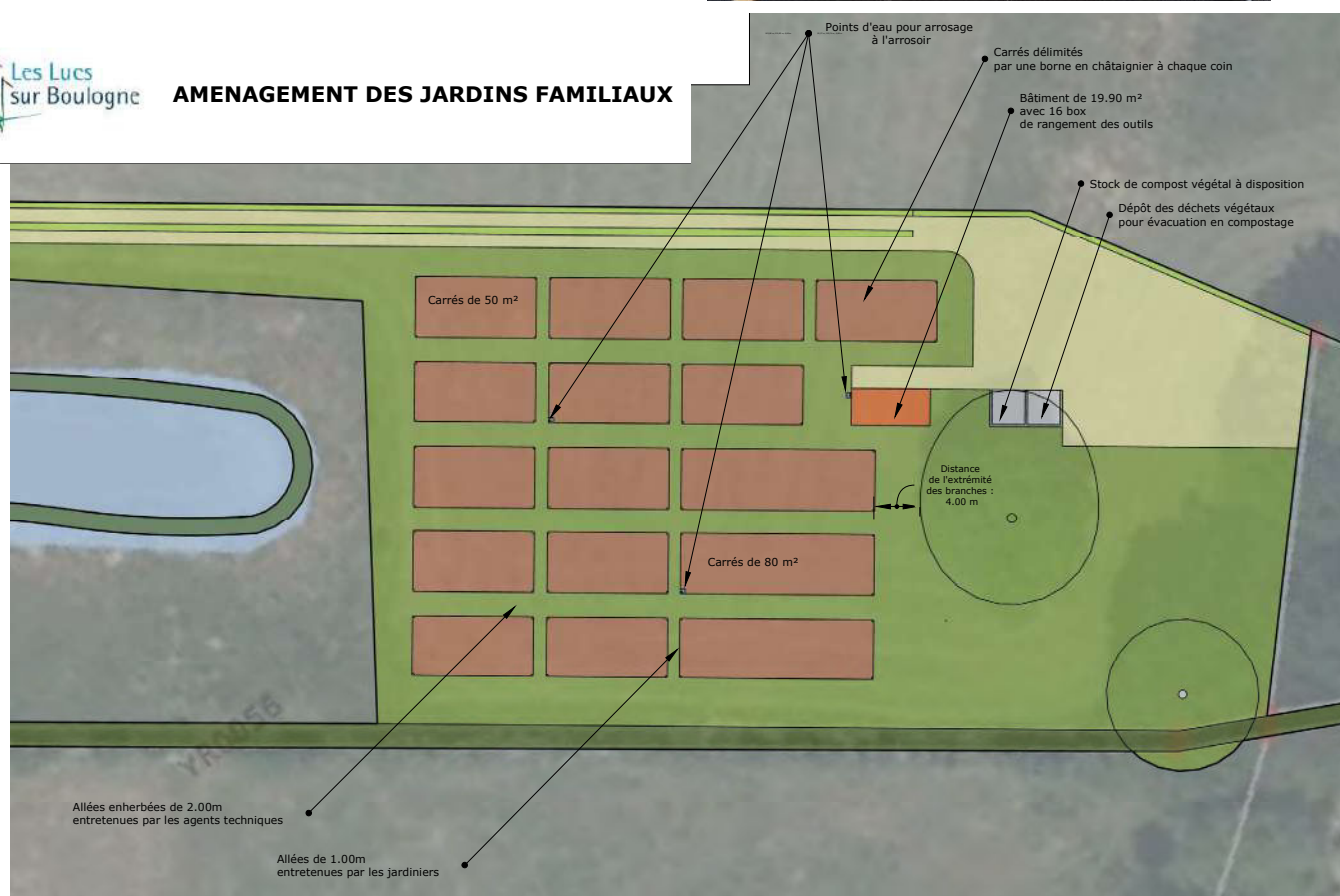 Points d'eau pour arrosage
à l'arrosoir
Carrés délimités
par une borne en châtaignier à chaque coin
Les Lucs
sur Boulogne
AMENAGEMENT DES JARDINS FAMILIAUX
Bâtiment de 19.90 m²
avec 16 box
de rangement des outils
Stock de compost végétal à disposition
Dépôt des déchets végétaux
pour évacuation en compostage
Carrés de 50 m²
Distance
de l'extrémité
des branches :
4.00 m
Carrés de 80 m²
Allées enherbées de 2.00m
entretenues par les agents techniques
Allées de 1.00m
entretenues par les jardiniers